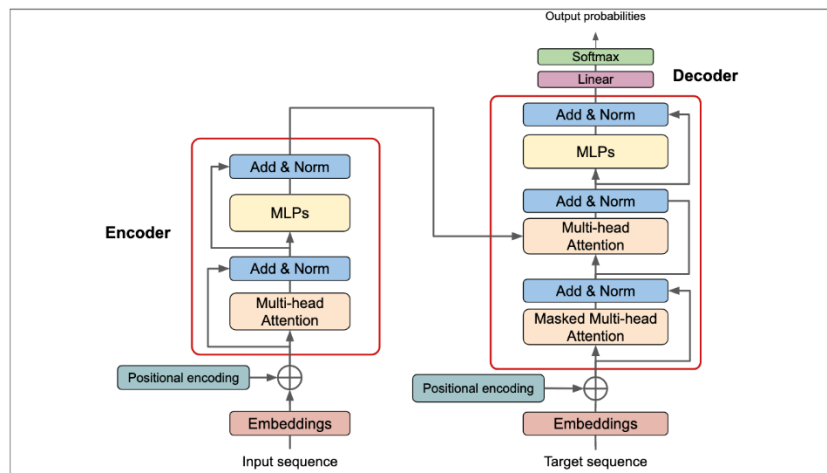 Output probabilities
Softmax
Linear
Decoder
Add & Norm
MLPs
Add & Norm
Multi-head
Attention
Add & Norm
Masked Multi-head
Attention
Positional encoding
Embeddings
Target sequence
Encoder
Add & Norm
MLPs
Add & Norm
Multi-head
Attention
Positional encoding
Embeddings
Input sequence